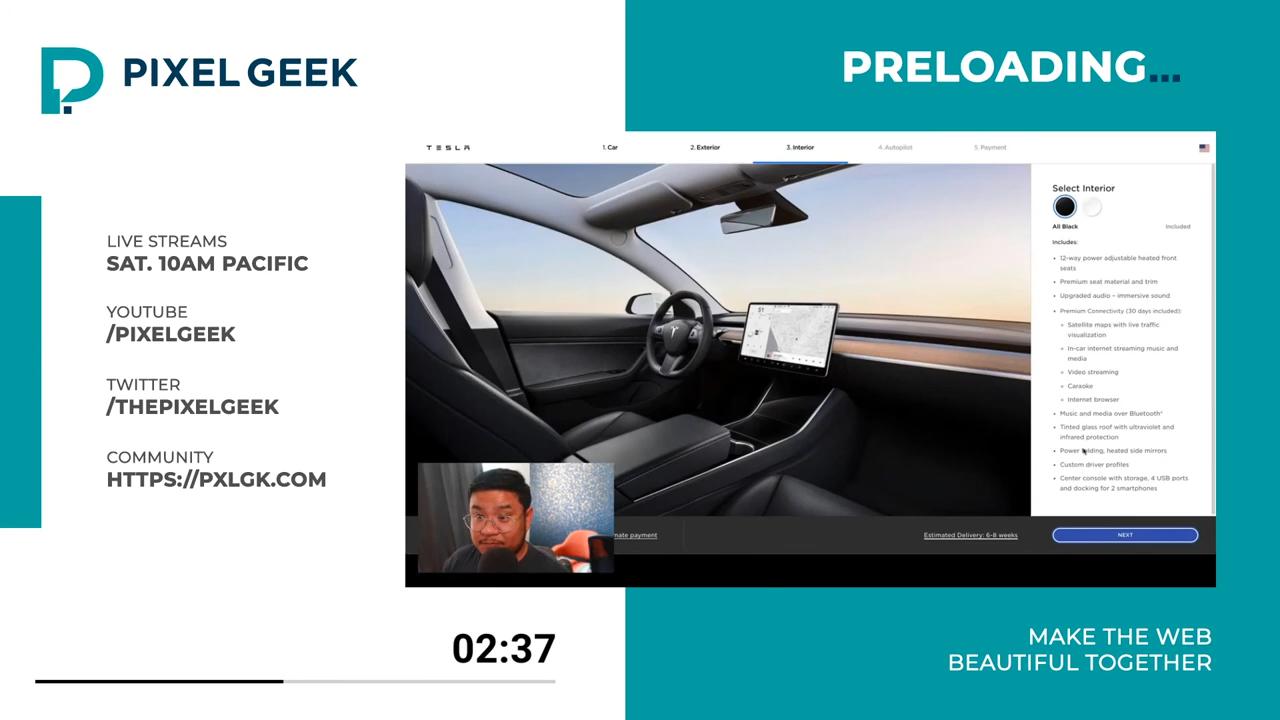 PIXEL GEEK
PRELOADING...
LIVE STREAMS
SAT. 10AM PACIFIC
YOUTUBE
/PIXELGEEK
TWITTER
/THEPIXELGEEK
COMMUNITY
HTTPS://PXLGK.COM
TESLA
1. Car
2. Exterior
3. Interior
4. Autopilot
5. Payment
Select Interior
All Black
Included
Includes:
• 12-way power adjustable heated front
seats
• Premium seat material and trim
• Upgraded audio – immersive sound
• Premium Connectivity (30 days included):
Satellite maps with live traffic
visualization
In-car internet streaming music and
media
Video streaming
Caraoke
Internet browser
• Music and media over Bluetooth®
• Tinted glass roof with ultraviolet and
infrared protection
• Power folding, heated side mirrors
• Custom driver profiles
• Center console with storage, 4 USB ports
and docking for 2 smartphones
payment
Estimated Delivery: 6-8 weeks
NEXT
02:37
MAKE THE WEB
BEAUTIFUL TOGETHER